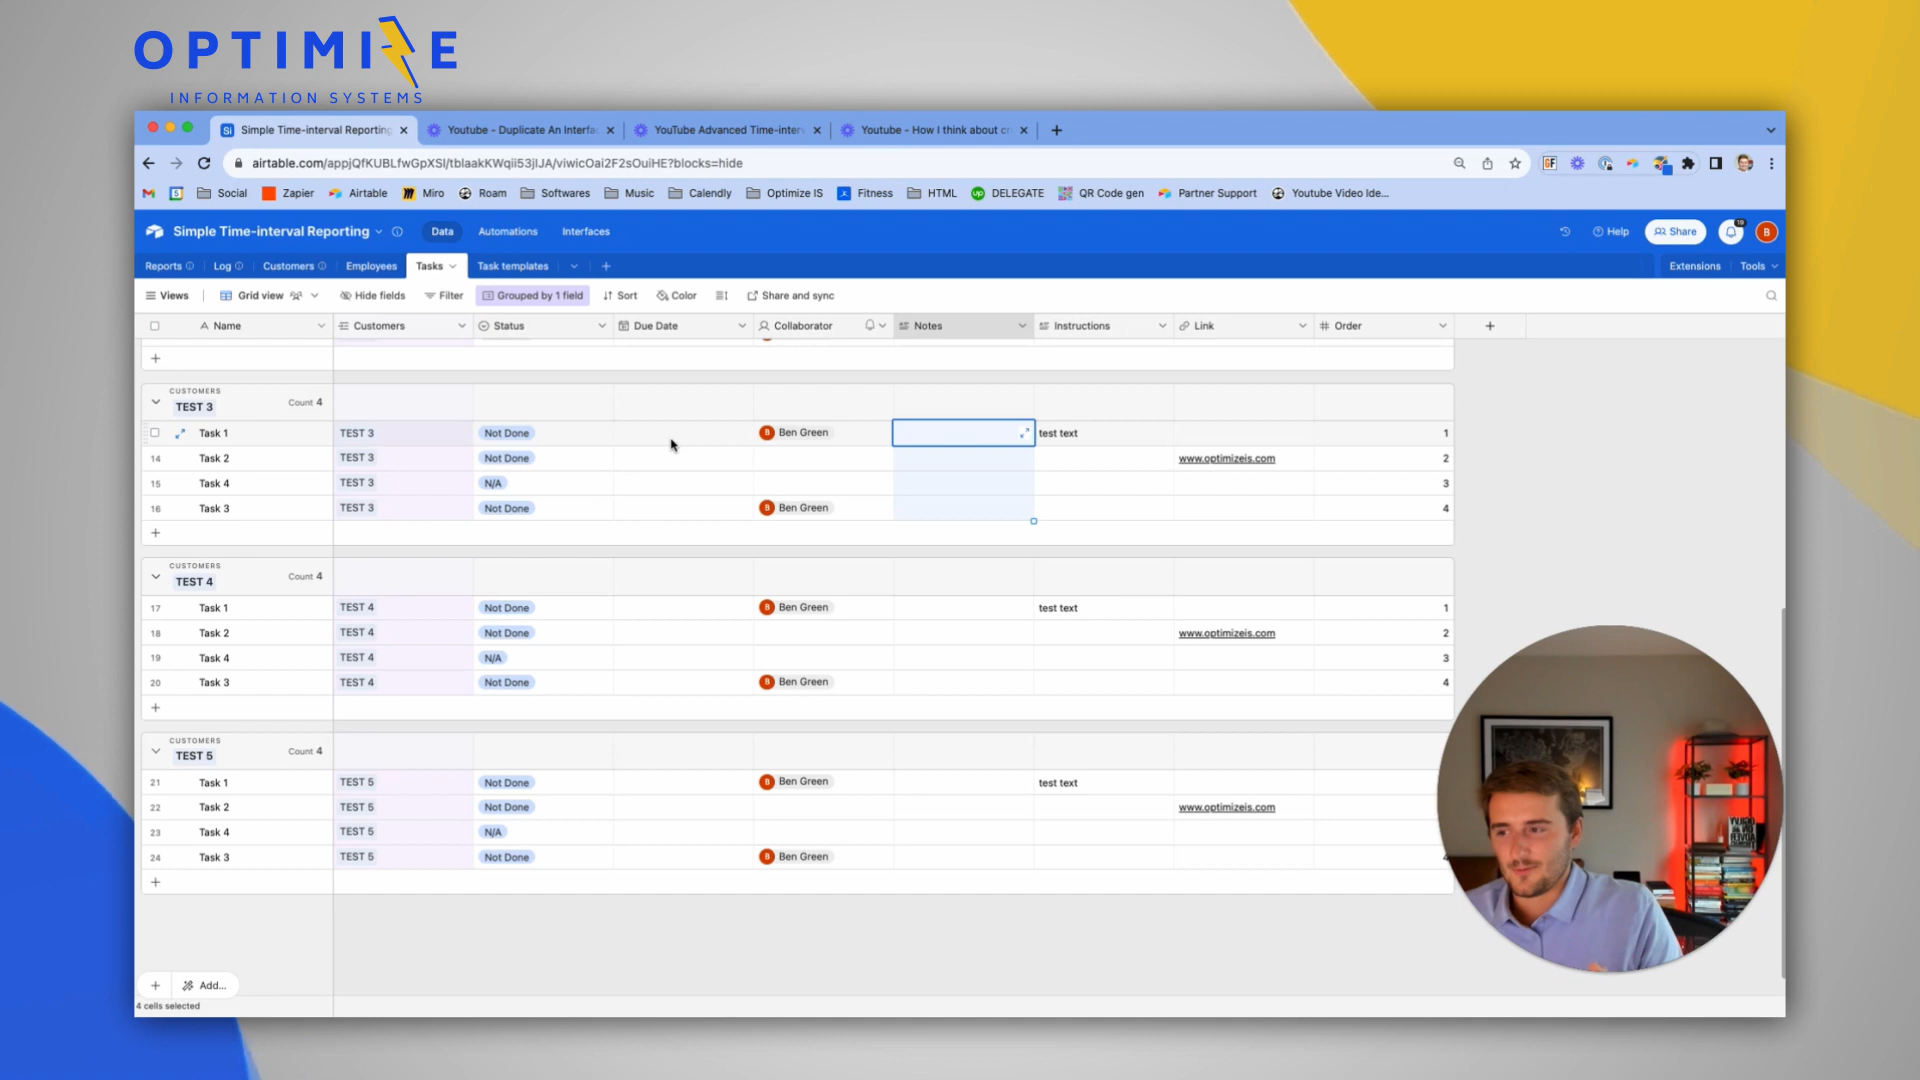 OPTIMIZE
INFORMATION SYSTEMS
Simple Time-interval Reporting
Youtube - Duplicate An Interfa
YouTube Advanced Time-inter
Youtube - How I think about cr
airtable.com/appjQfKUBLfwGpXSl/tblaakKWqii53jlJA/viwicOai2F2sOuiHE?blocks=hide
Social
Zapier
Airtable
Miro
Roam
Softwares
Music
Calendly
Optimize IS
Fitness
HTML
DELEGATE
QR Code gen
Partner Support
Youtube Video Ide...
Simple Time-interval Reporting
Data
Automations
Interfaces
Help
Share
19
B
Reports
Log
Customers
Employees
Tasks
Task templates
Extensions
Tools
Views
Grid view
Hide fields
Filter
Grouped by 1 field
Sort
Color
Share and sync
Name Customers Status Due Date Collaborator Notes Instructions Link Order
CUSTOMERS
TEST 3 Count 4
Task 1 TEST 3 Not Done B Ben Green test text 1
14 Task 2 TEST 3 Not Done www.optimizeis.com 2
15 Task 4 TEST 3 N/A 3
16 Task 3 TEST 3 Not Done B Ben Green 4
CUSTOMERS
TEST 4 Count 4
17 Task 1 TEST 4 Not Done B Ben Green test text 1
18 Task 2 TEST 4 Not Done www.optimizeis.com 2
19 Task 4 TEST 4 N/A 3
20 Task 3 TEST 4 Not Done B Ben Green 4
CUSTOMERS
TEST 5 Count 4
21 Task 1 TEST 5 Not Done B Ben Green test text
22 Task 2 TEST 5 Not Done www.optimizeis.com
23 Task 4 TEST 5 N/A
24 Task 3 TEST 5 Not Done B Ben Green
Add...
4 cells selected